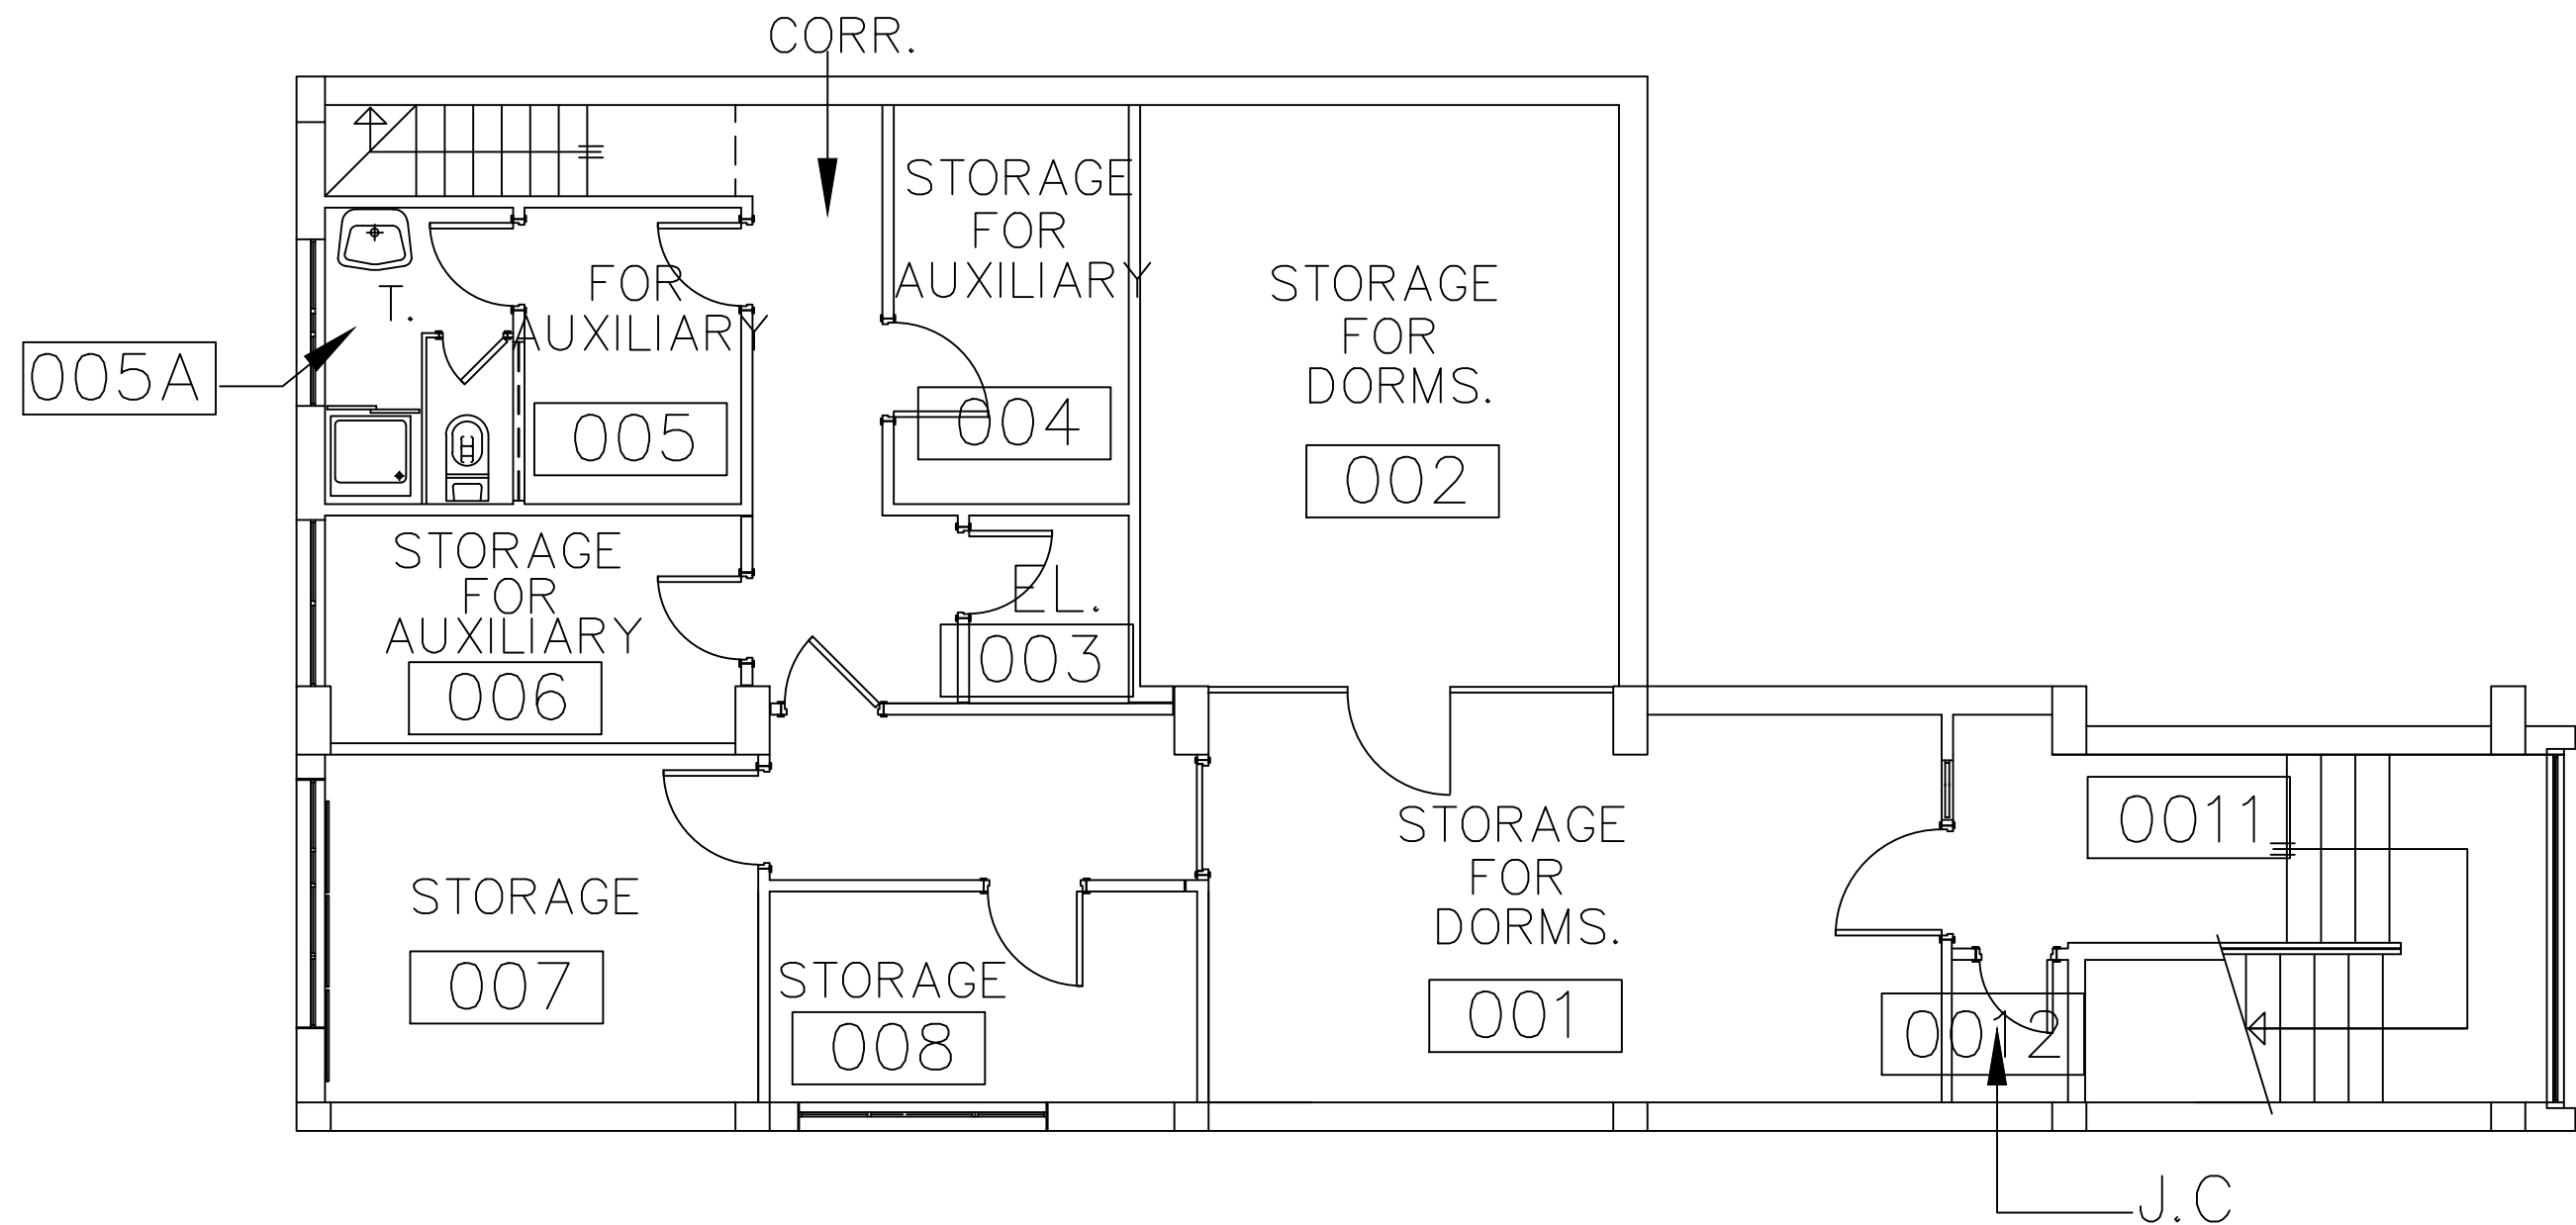 CORR.
STORAGE
FOR
AUXILIARY
004
STORAGE
FOR
DORMS.
002
T.
005A
FOR
AUXILIARY
005
STORAGE
FOR
AUXILIARY
006
EL.
003
STORAGE
007
STORAGE
008
STORAGE
FOR
DORMS.
001
0011
0012
J.C